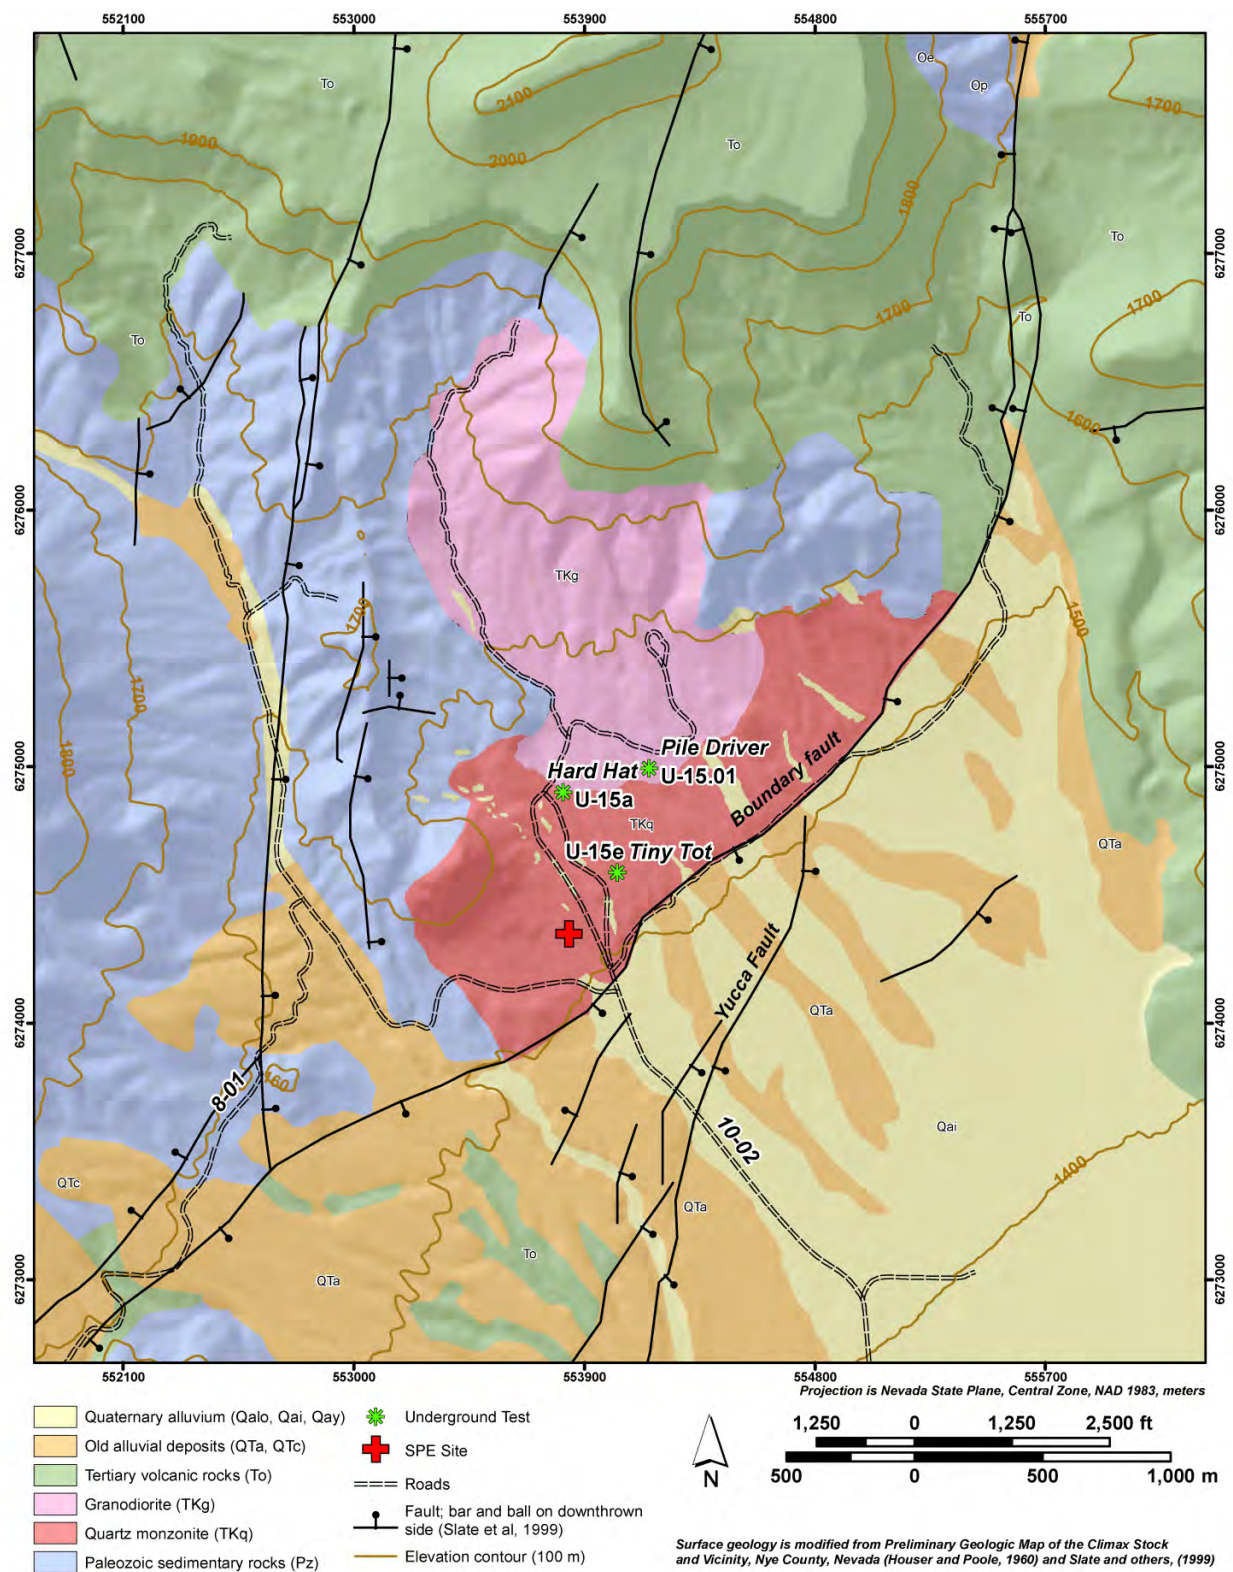 552100 553000 553900 554800 555700
To
2100
Oe
Op
1700
1900
2000
To
1800
6277000
To
6277000
1700
1700
To
To
1600
6276000
6276000
TKg
1700
1500
1700
1800
6275000
Pile Driver
U-15.01
Hard Hat
U-15a
Boundary fault
6275000
TKq
U-15e Tiny Tot
QTa
Yucca Fault
QTa
6274000
6274000
160
8-01
10-02
Qai
1400
QTc
QTa
To
QTa
6273000
6273000
552100 553000 553900 554800 555700
Projection is Nevada State Plane, Central Zone, NAD 1983, meters
Quaternary alluvium (Qalo, Qai, Qay)
Old alluvial deposits (QTa, QTc)
Tertiary volcanic rocks (To)
Granodiorite (TKg)
Quartz monzonite (TKq)
Paleozoic sedimentary rocks (Pz)
Underground Test
SPE Site
Roads
Fault; bar and ball on downthrown
side (Slate et al, 1999)
Elevation contour (100 m)
N
1,250 0 1,250 2,500 ft
500 0 500 1,000 m
Surface geology is modified from Preliminary Geologic Map of the Climax Stock
and Vicinity, Nye County, Nevada (Houser and Poole, 1960) and Slate and others, (1999)